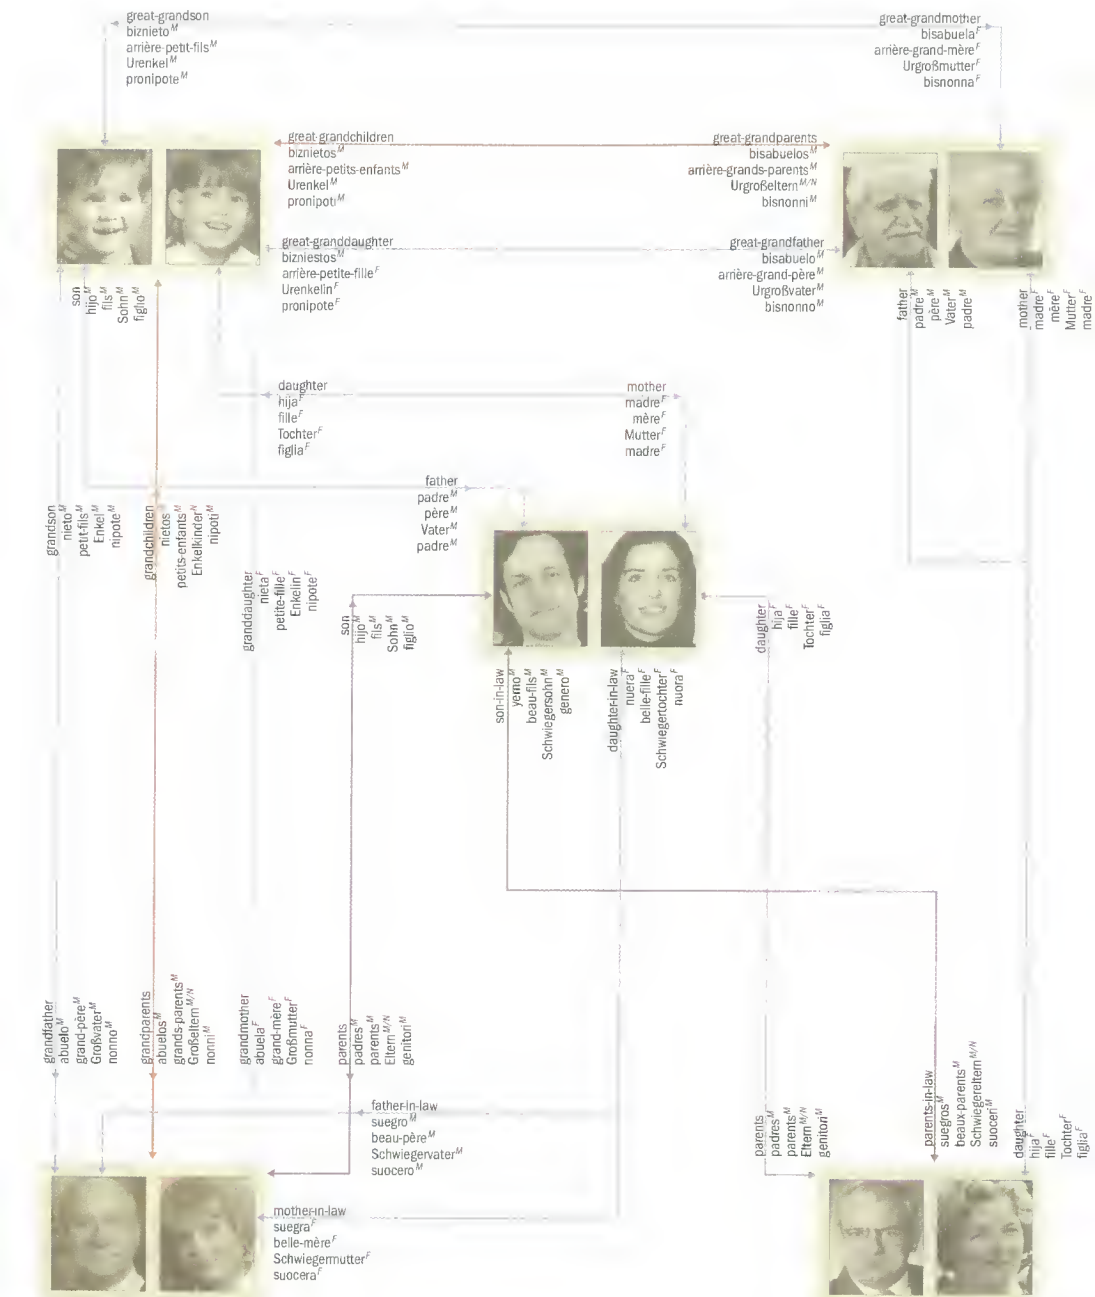 great-grandson
biznieto M
arrière-petit-fils M
Urenkel M
pronipote M
great-grandmother
bisabuela F
arrière-grand-mère F
Urgroßmutter F
bisnonna F
great-grandchildren
biznietos M
arrière-petits-enfants M
Urenkel M
pronipoti M
great-grandparents
bisabuelos M
arrière-grands-parents M
Urgroßeltern M/N
bisnonni M
great-granddaughter
bizniestos M
arrière-petite-fille F
Urenkelin F
pronipote F
great-grandfather
bisabuelo M
arrière-grand-père M
Urgroßvater M
bisnonno M
son
hijo M
fils M
Sohn M
figlio M
father
padre M
père M
Vater M
padre M
mother
madre F
mère F
Mutter F
madre F
daughter
hija F
fille F
Tochter F
figlia F
mother
madre F
mère F
Mutter F
madre F
father
padre M
père M
Vater M
padre M
grandson
nieto M
petit-fils M
Enkel M
nipote M
grandchildren
nietos M
petits-enfants M
Enkelkinder N
nipoti M
granddaughter
nieta F
petite-fille F
Enkelin F
nipote F
son
hijo M
fils M
Sohn M
figlio M
daughter
hija F
fille F
Tochter F
figlia F
son-in-law
yerno M
beau-fils M
Schwiegersohn M
genero M
daughter-in-law
nuera F
belle-fille F
Schwiegertochter F
nuora F
grandfather
abuelo M
grand-père M
Großvater M
nonno M
grandparents
abuelos M
grands-parents M
Großeltern M/N
nonni M
grandmother
abuela F
grand-mère F
Großmutter F
nonna F
parents
padres M
parents M
Eltern M/N
genitori M
father-in-law
suegro M
beau-père M
Schwiegervater M
suocero M
mother-in-law
suegra F
belle-mère F
Schwiegermutter F
suocera F
parents
padres M
parents M
Eltern M/N
genitori M
parents-in-law
suegros M
beaux-parents M
Schwiegereltern M/N
suoceri M
daughter
hija F
fille F
Tochter F
figlia F